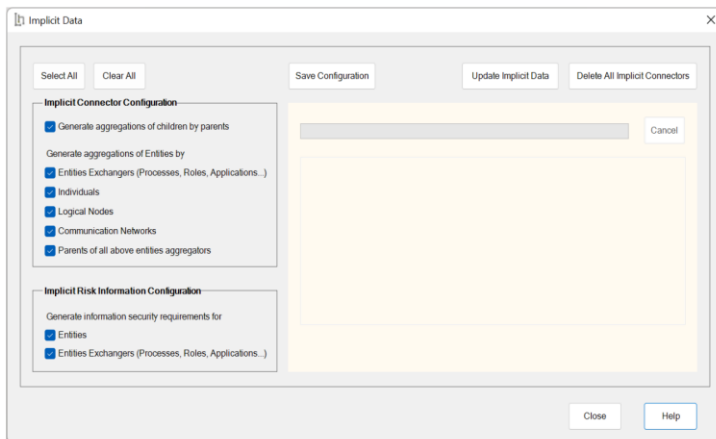 Implicit Data
Select All
Clear All
Save Configuration
Update Implicit Data
Delete All Implicit Connectors
Implicit Connector Configuration
Generate aggregations of children by parents
Generate aggregations of Entities by
Entities Exchangers (Processes, Roles, Applications...)
Individuals
Logical Nodes
Communication Networks
Parents of all above entities aggregators
Cancel
Implicit Risk Information Configuration
Generate information security requirements for
Entities
Entities Exchangers (Processes, Roles, Applications...)
Close
Help